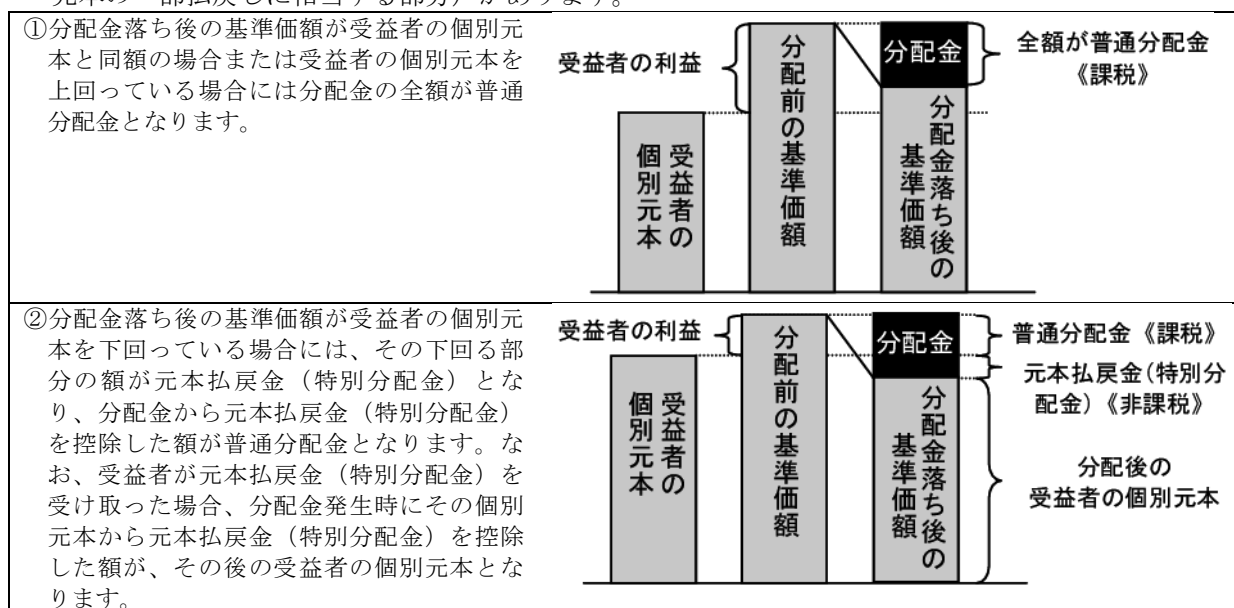 元本の一部払戻しに相当する部分）があります。
①分配金落ち後の基準価額が受益者の個別元
本と同額の場合または受益者の個別元本を
上回っている場合には分配金の全額が普通
分配金となります。
受益者の利益
受益者の
個別元本
分配前の基準価額
分配金
分配金落ち後の
基準価額
全額が普通分配金
《課税》
②分配金落ち後の基準価額が受益者の個別元
本を下回っている場合には、その下回る部
分の額が元本払戻金（特別分配金）とな
り、分配金から元本払戻金（特別分配金）
を控除した額が普通分配金となります。な
お、受益者が元本払戻金（特別分配金）を
受け取った場合、分配金発生時にその個別
元本から元本払戻金（特別分配金）を控除
した額が、その後の受益者の個別元本とな
ります。
受益者の利益
受益者の
個別元本
分配前の基準価額
分配金
分配金落ち後の
基準価額
普通分配金《課税》
元本払戻金(特別分
配金)《非課税》
分配後の
受益者の個別元本